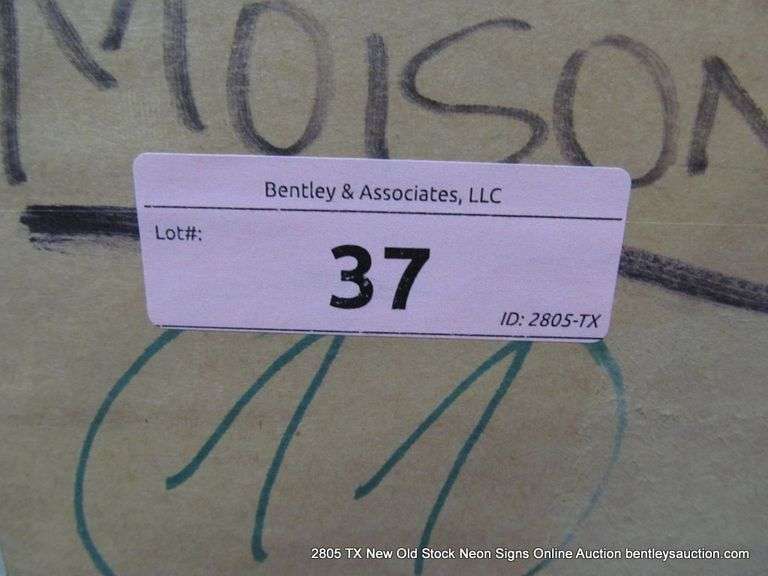 MOISON
Bentley & Associates, LLC
Lot#:
37
ID: 2805-TX
11
2805 TX New Old Stock Neon Signs Online Auction bentleysauction.com